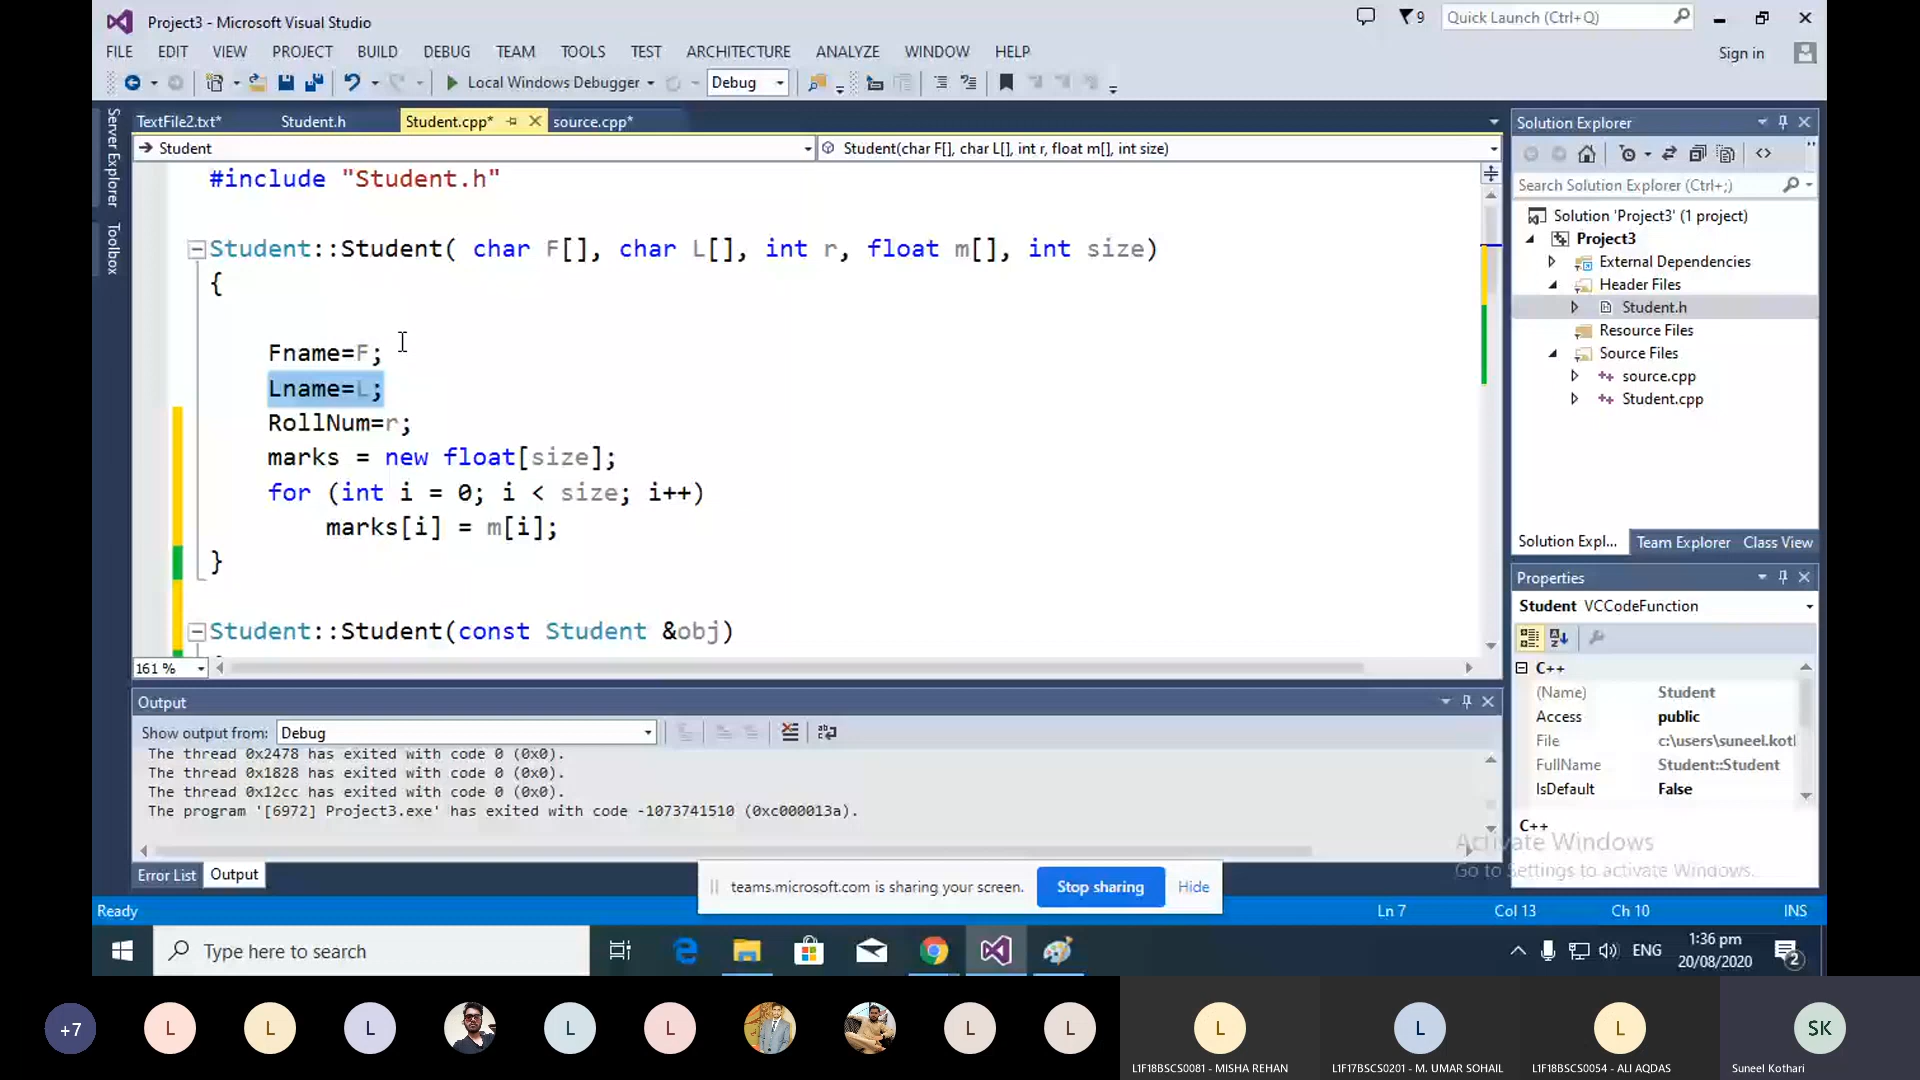 Project3 - Microsoft Visual Studio
9
Quick Launch (Ctrl+Q)
FILE EDIT VIEW PROJECT BUILD DEBUG TEAM TOOLS TEST ARCHITECTURE ANALYZE WINDOW HELP
Sign in
Local Windows Debugger
Debug
Server Explorer
Toolbox
TextFile2.txt* Student.h Student.cpp* source.cpp*
Student
Student(char F[], char L[], int r, float m[], int size)
#include "Student.h"
Student::Student( char F[], char L[], int r, float m[], int size)
{
Fname=F;
Lname=L;
RollNum=r;
marks = new float[size];
for (int i = 0; i < size; i++)
marks[i] = m[i];
}
Student::Student(const Student &obj)
161 %
Solution Explorer
Search Solution Explorer (Ctrl+;)
Solution 'Project3' (1 project)
Project3
External Dependencies
Header Files
Student.h
Resource Files
Source Files
source.cpp
Student.cpp
Solution Expl... Team Explorer Class View
Properties
Student VCCodeFunction
C++
(Name) Student
Access public
File c:\users\suneel.kotl
FullName Student::Student
IsDefault False
C++
Activate Windows
Go to Settings to activate Windows.
Output
Show output from: Debug
The thread 0x2478 has exited with code 0 (0x0).
The thread 0x1828 has exited with code 0 (0x0).
The thread 0x12cc has exited with code 0 (0x0).
The program '[6972] Project3.exe' has exited with code -1073741510 (0xc000013a).
Error List Output
teams.microsoft.com is sharing your screen. Stop sharing Hide
Ready
Ln 7 Col 13 Ch 10 INS
Type here to search
ENG
1:36 pm
20/08/2020
2
+7 L L L L L L L L L L SK
L1F18BSCS0081 - MISHA REHAN
L1F17BSCS0201 - M. UMAR SOHAIL
L1F18BSCS0054 - ALI AQDAS
Suneel Kothari